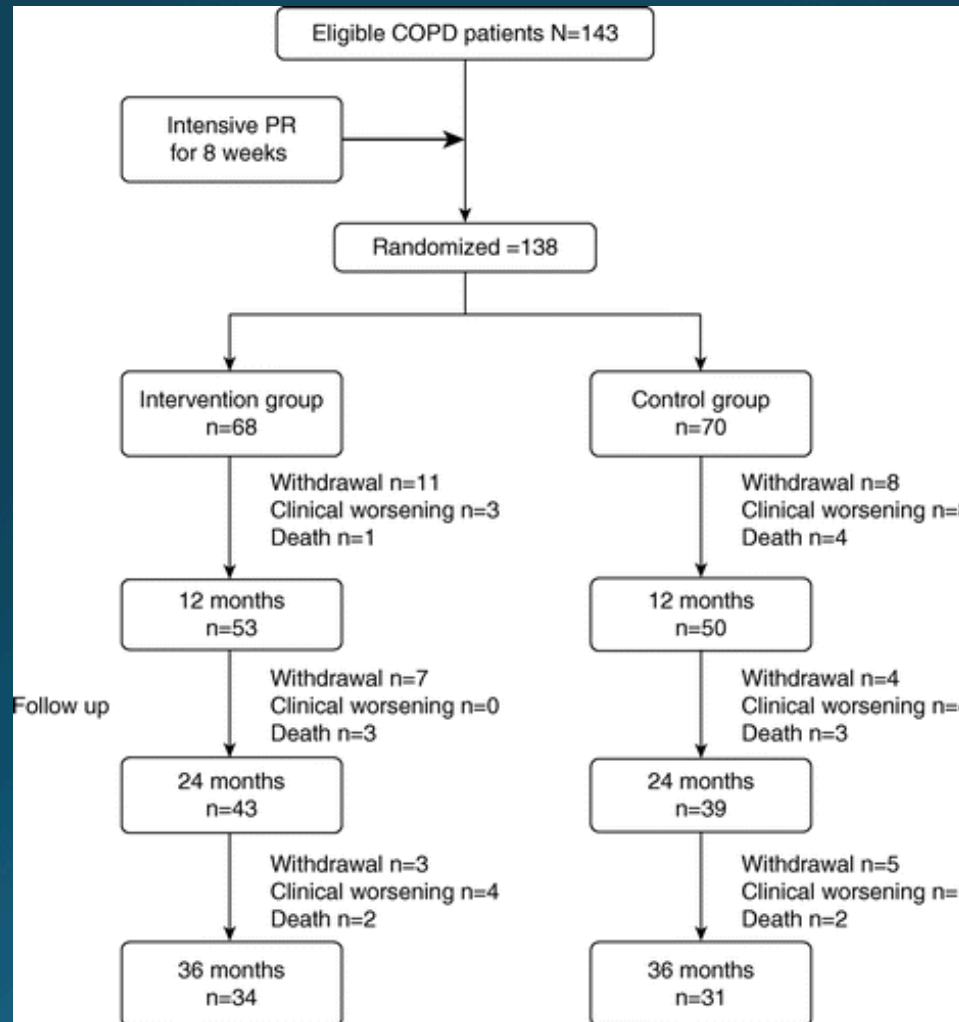 Eligible COPD patients N=143
Intensive PR
for 8 weeks
Randomized =138
Intervention group
n=68
Control group
n=70
Withdrawal n=11
Clinical worsening n=3
Death n=1
Withdrawal n=8
Clinical worsening n=
Death n=4
12 months
n=53
12 months
n=50
Follow up
Withdrawal n=7
Clinical worsening n=0
Death n=3
Withdrawal n=4
Clinical worsening n=
Death n=3
24 months
n=43
24 months
n=39
Withdrawal n=3
Clinical worsening n=4
Death n=2
Withdrawal n=5
Clinical worsening n=
Death n=2
36 months
n=34
36 months
n=31